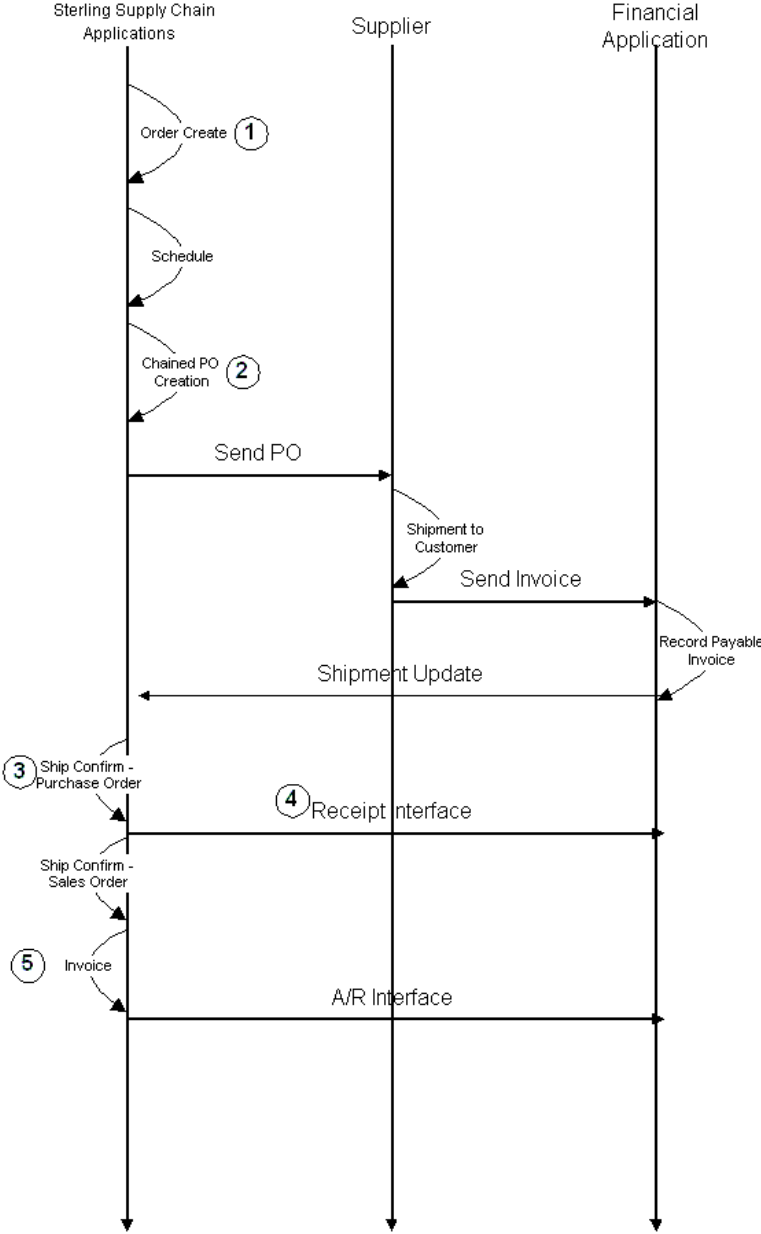 Sterling Supply Chain
Applications
Supplier
Financial
Application
Order Create 1
Schedule
Chained PO
Creation
2
Send PO
Shipment to
Customer
Send Invoice
Record Payable
Invoice
Shipment Update
3
Ship Confirm -
Purchase Order
4
Receipt Interface
Ship Confirm -
Sales Order
5 Invoice
A/R Interface